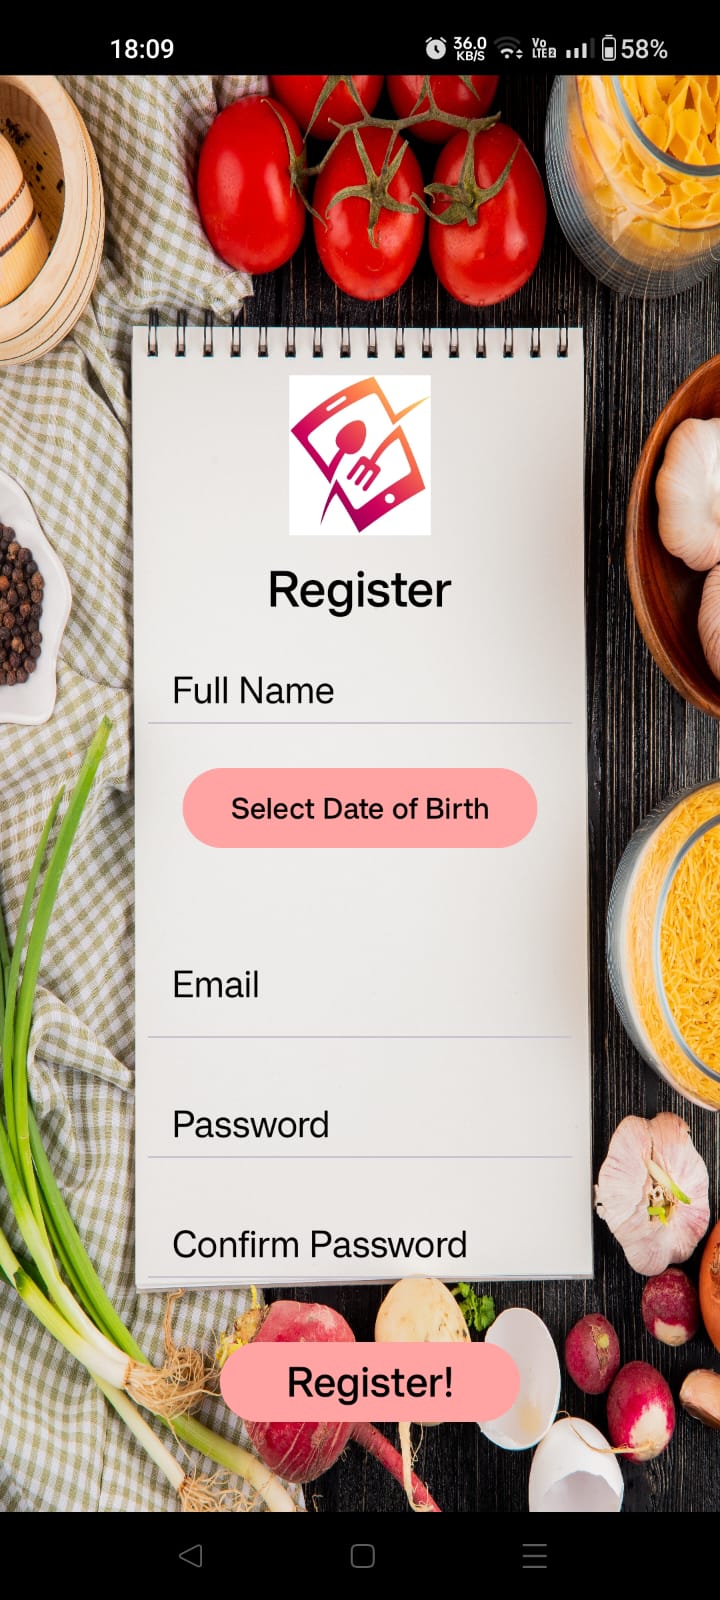 18:09
36.0
KB/S
Vo
LTE2
58%
Register
Full Name
Select Date of Birth
Email
Password
Confirm Password
Register!